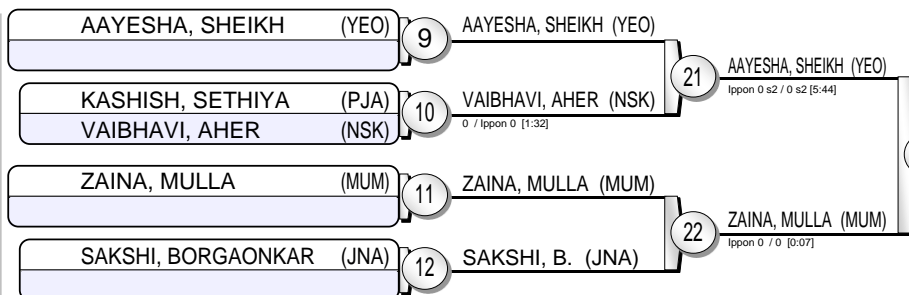 AAYESHA, SHEIKH (YEO)
9
AAYESHA, SHEIKH (YEO)
KASHISH, SETHIYA (PJA)
VAIBHAVI, AHER (NSK)
10
VAIBHAVI, AHER (NSK)
0 / Ippon 0 [1:32]
21
AAYESHA, SHEIKH (YEO)
Ippon 0 s2 / 0 s2 [5:44]
ZAINA, MULLA (MUM)
11
ZAINA, MULLA (MUM)
SAKSHI, BORGAONKAR (JNA)
12
SAKSHI, B. (JNA)
22
ZAINA, MULLA (MUM)
Ippon 0 / 0 [0:07]